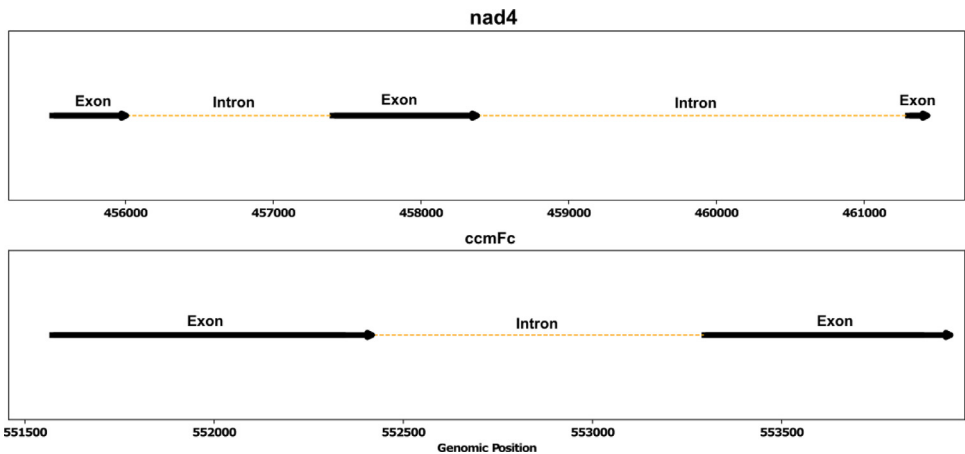 nad4
Exon Intron Exon Intron Exon
456000 457000 458000 459000 460000 461000
ccmFc
Exon Intron Exon
551500 552000 552500 553000 553500
Genomic Position